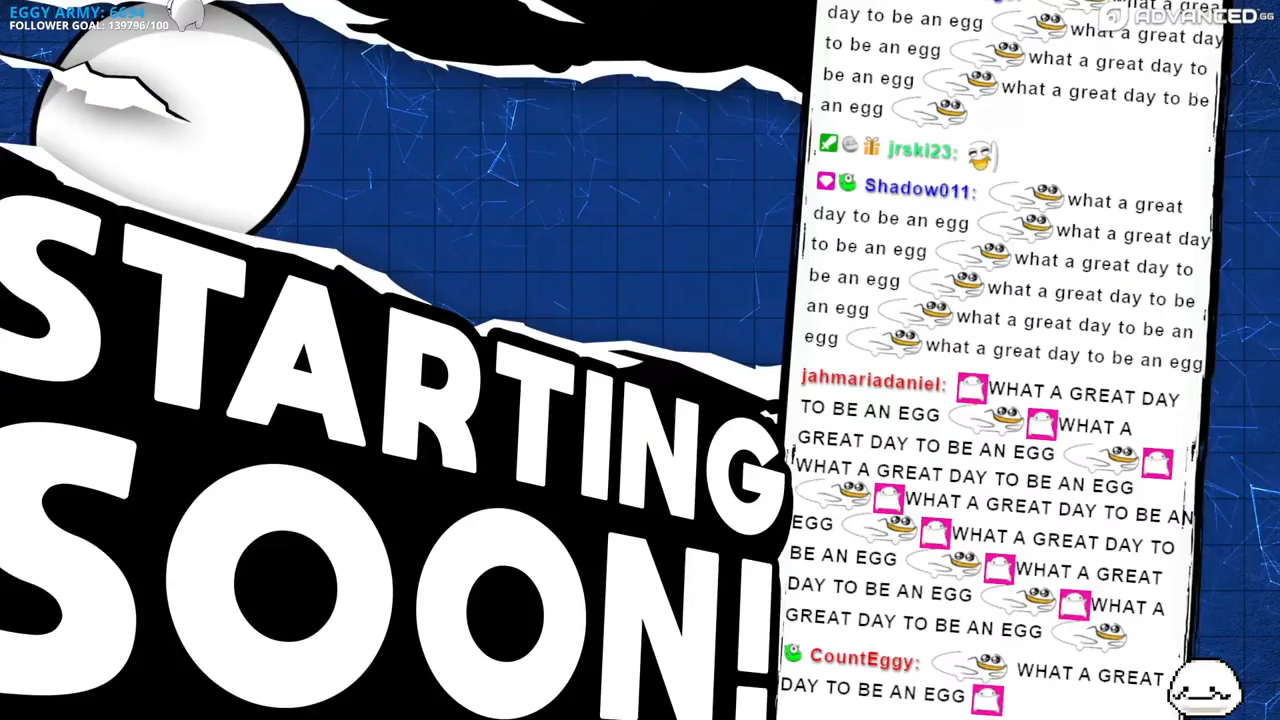 EGGY ARMY: 6694
FOLLOWER GOAL: 139796/100
ADVANCED.GG
STARTING
SOON!
what a great
day to be an egg what a great day
to be an egg what a great day to
be an egg what a great day to be
an egg
jrski23:
Shadow011: what a great
day to be an egg what a great day
to be an egg what a great day to
be an egg what a great day to be
an egg what a great day to be an
egg what a great day to be an egg
jahmariadaniel: WHAT A GREAT DAY
TO BE AN EGG WHAT A
GREAT DAY TO BE AN EGG
WHAT A GREAT DAY TO BE AN EGG
WHAT A GREAT DAY TO BE AN
EGG WHAT A GREAT DAY TO
BE AN EGG WHAT A GREAT
DAY TO BE AN EGG WHAT A
GREAT DAY TO BE AN EGG
CountEggy: WHAT A GREAT
DAY TO BE AN EGG